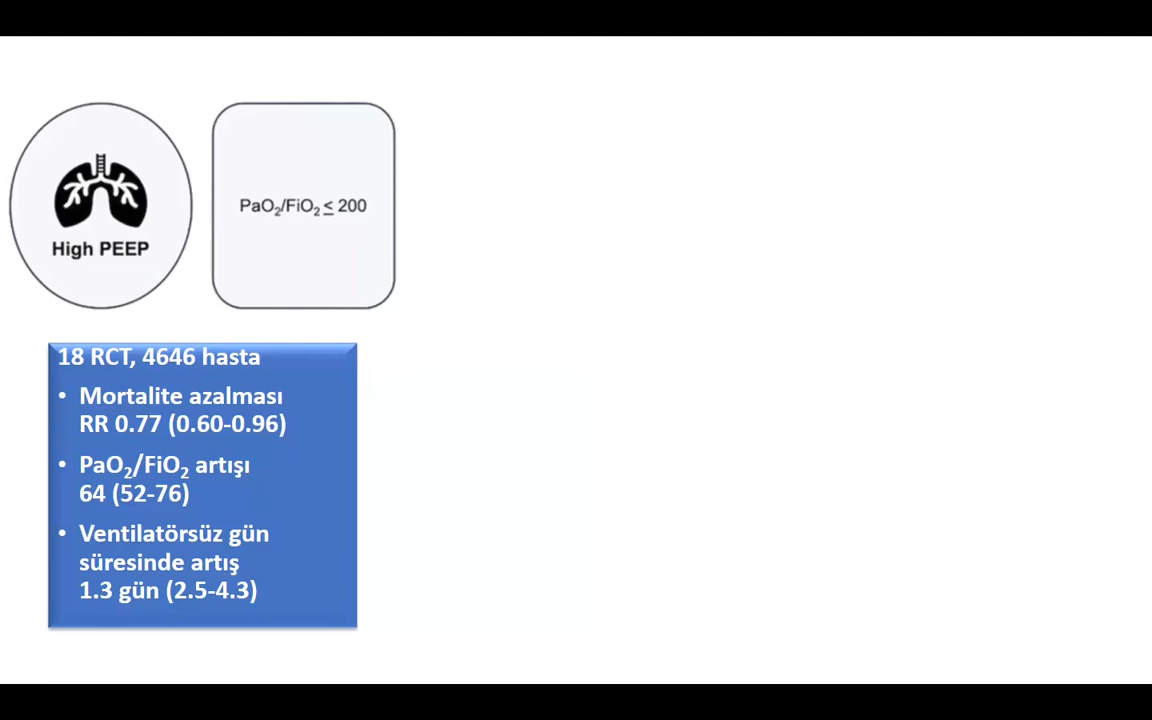 High PEEP
PaO₂/FiO₂ ≤ 200
18 RCT, 4646 hasta
• Mortalite azalması
RR 0.77 (0.60-0.96)
• PaO₂/FiO₂ artışı
64 (52-76)
• Ventilatörsüz gün
süresinde artış
1.3 gün (2.5-4.3)